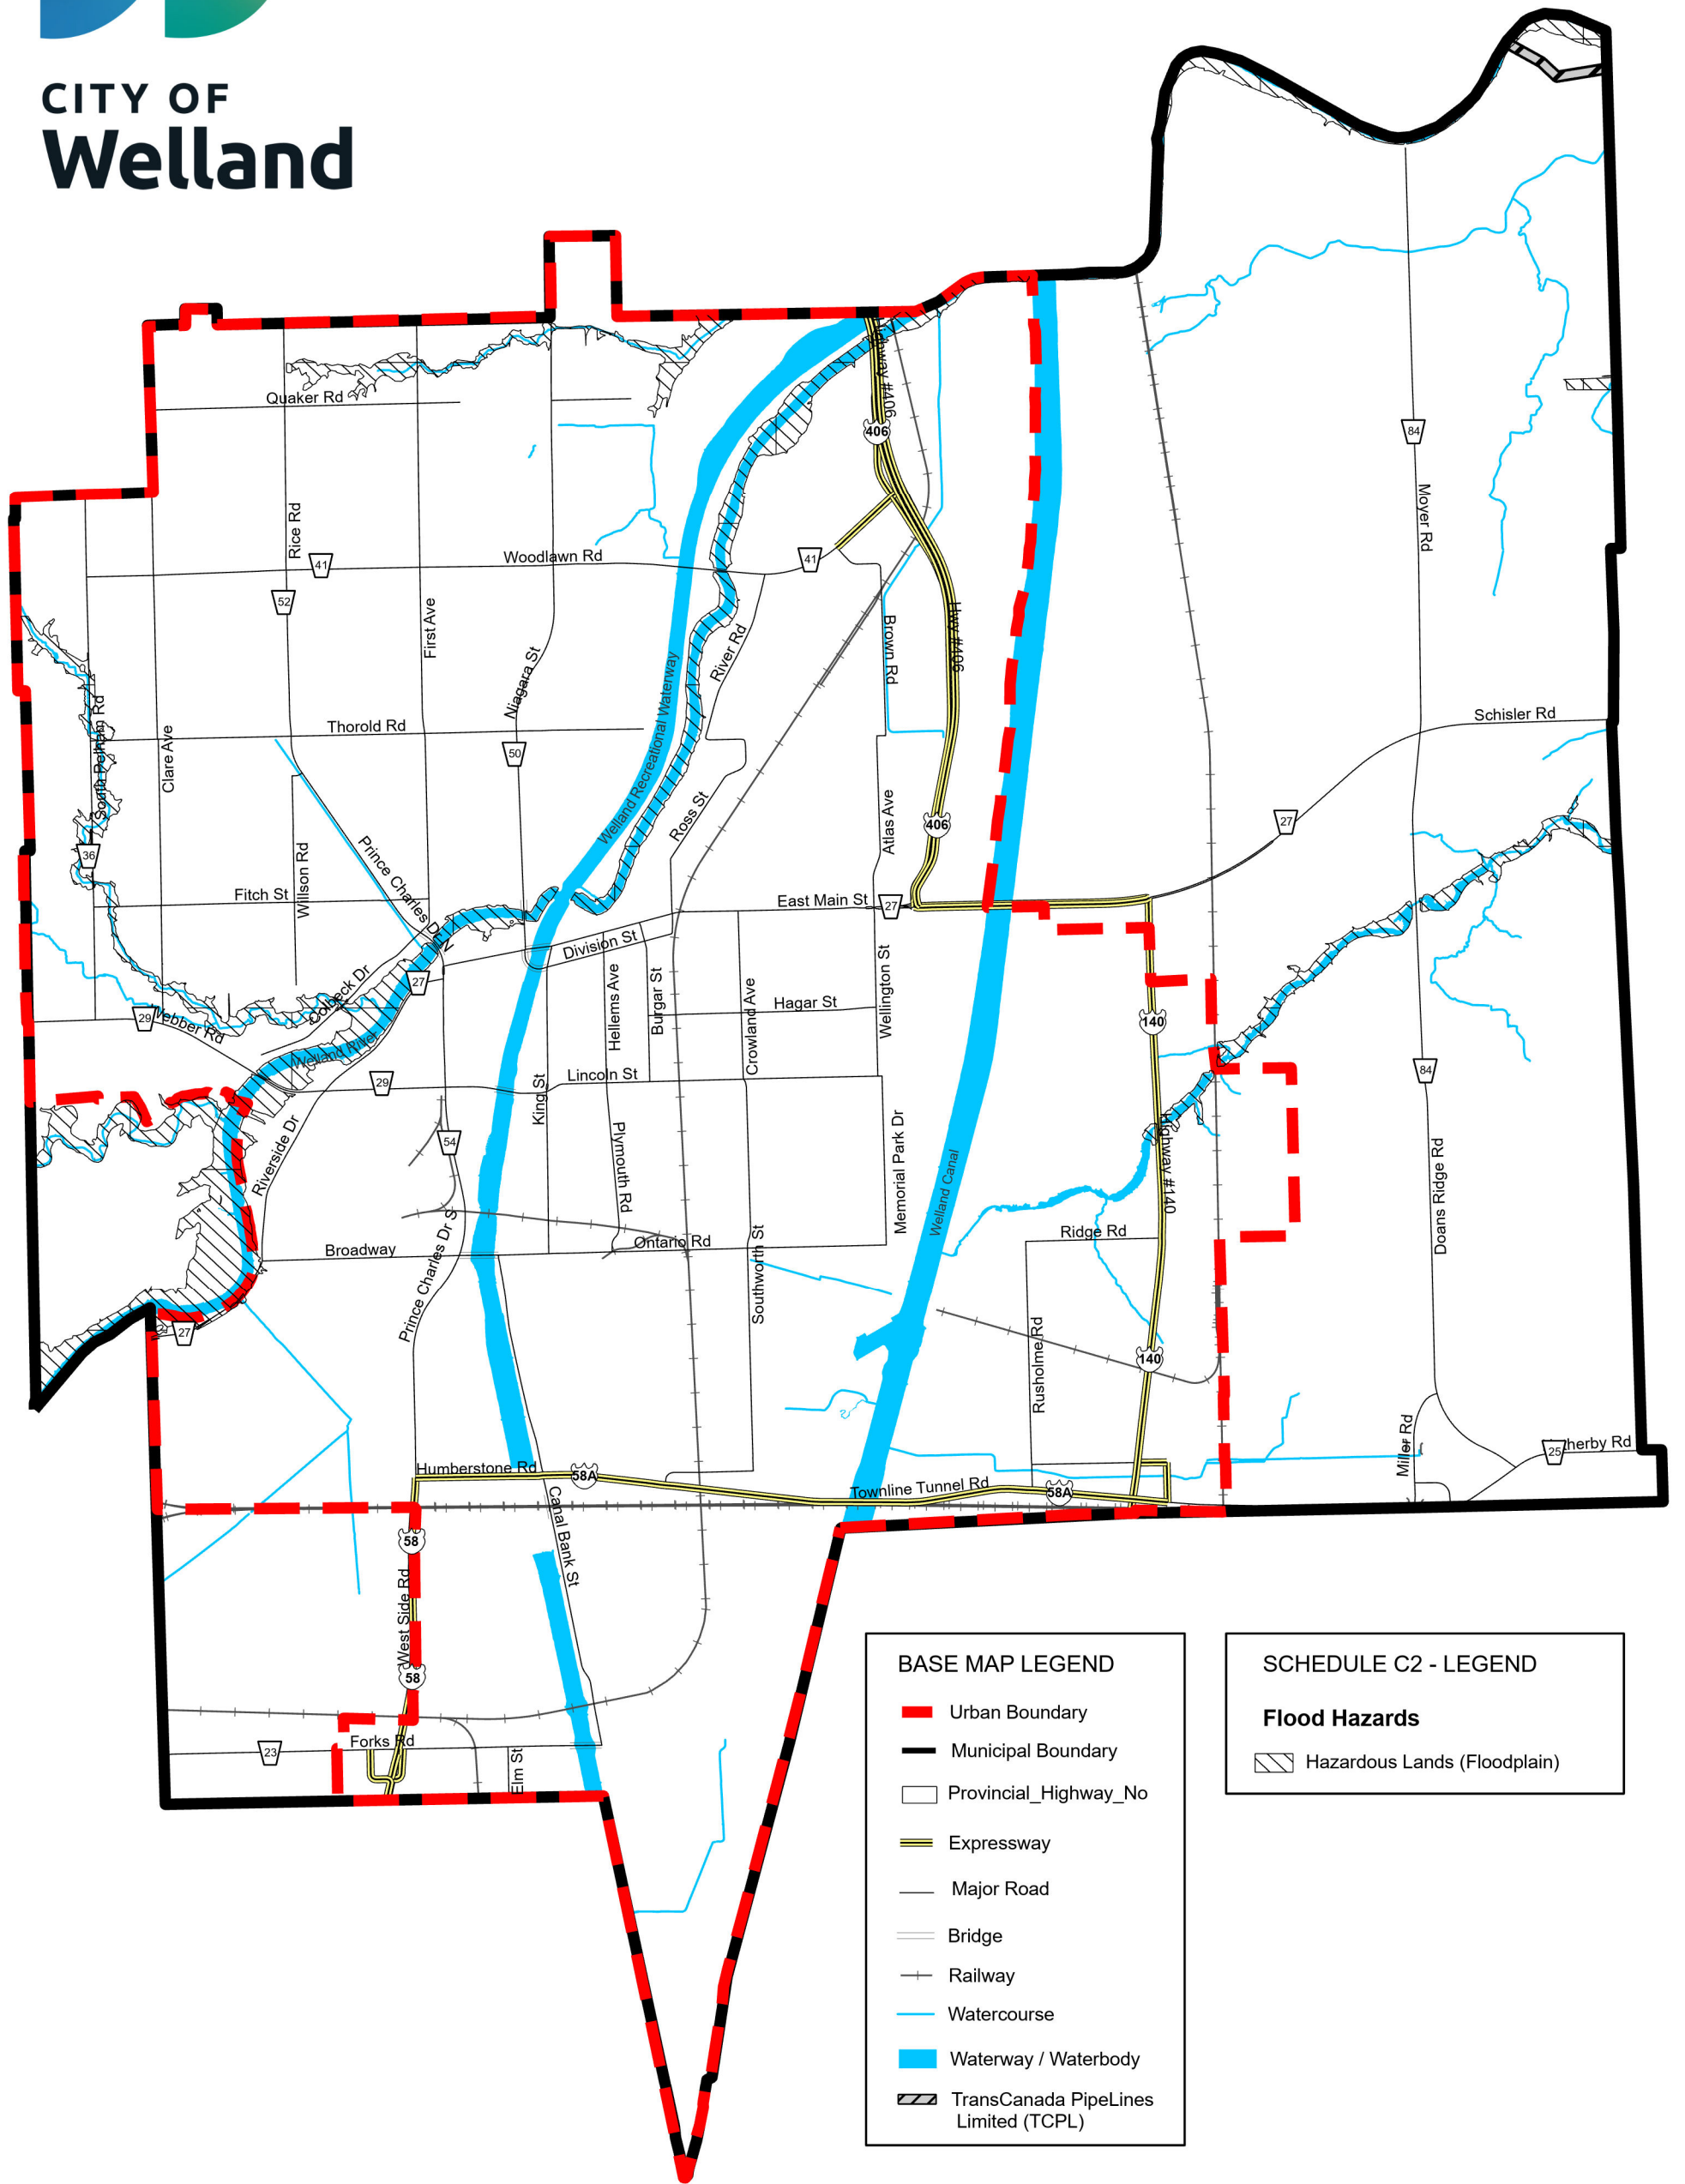 CITY OF
Welland
Highway #406
406
Quaker Rd
84
Rice Rd
Moyer Rd
Woodlawn Rd
41
41
52
First Ave
Niagara St
River Rd
Brown Rd
Hwy #406
Welland Recreational Waterway
South Pelham Rd
Clare Ave
Thorold Rd
50
Schisler Rd
Ross St
Atlas Ave
406
27
36
Willson Rd
Prince Charles Dr N
Fitch St
East Main St
27
Division St
Colbeck Dr
27
Hellems Ave
Burgar St
Crowland Ave
Hagar St
Wellington St
140
29
Webber Rd
Welland River
29
Lincoln St
King St
84
Riverside Dr
54
Plymouth Rd
Memorial Park Dr
Welland Canal
Highway #140
Doans Ridge Rd
Broadway
Prince Charles Dr S
Ontario Rd
Southworth St
Ridge Rd
27
Rusholme Rd
140
Miller Rd
25
herby Rd
Humberstone Rd
58A
Townline Tunnel Rd
58A
Canal Bank St
58
West Side Rd
58
Forks Rd
23
Elm St
BASE MAP LEGEND
Urban Boundary
Municipal Boundary
Provincial_Highway_No
Expressway
Major Road
Bridge
Railway
Watercourse
Waterway / Waterbody
TransCanada PipeLines
Limited (TCPL)
SCHEDULE C2 - LEGEND
Flood Hazards
Hazardous Lands (Floodplain)